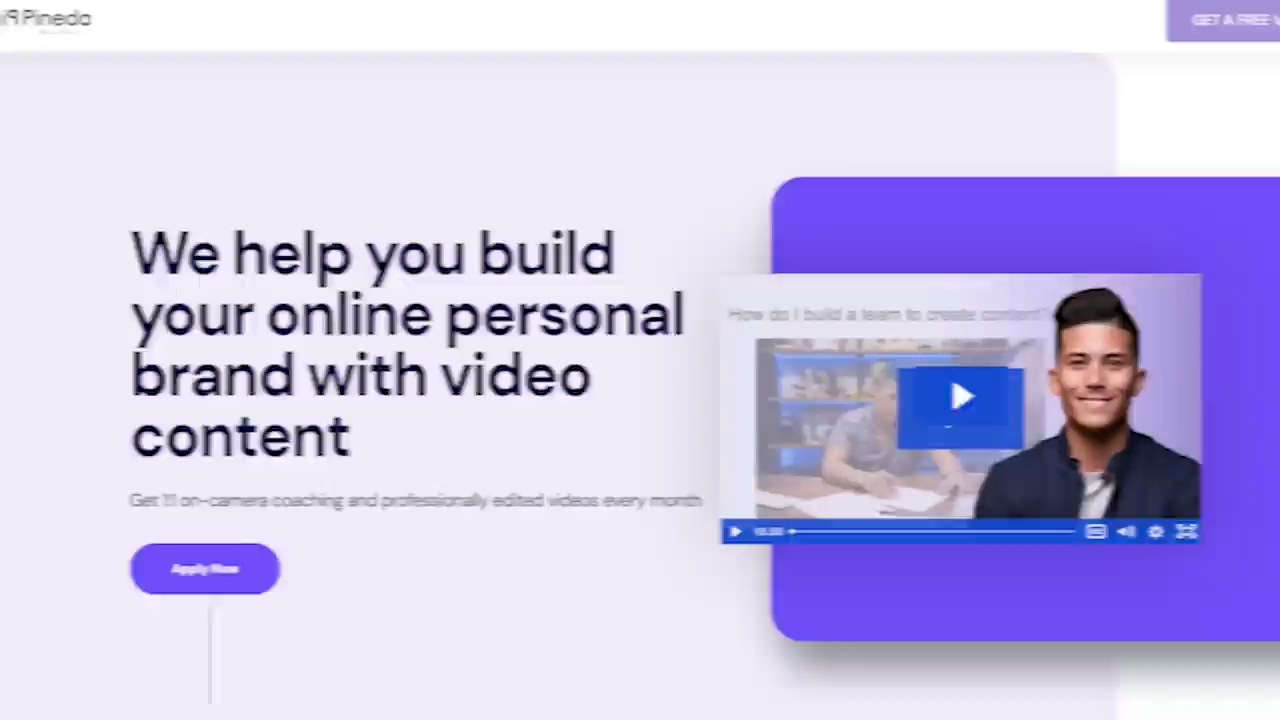 Pineda
GET A FREE
We help you build
your online personal
brand with video
content
Get 1:1 on-camera coaching and professionally edited videos every month
Apply Now
How do I build a team to create content?